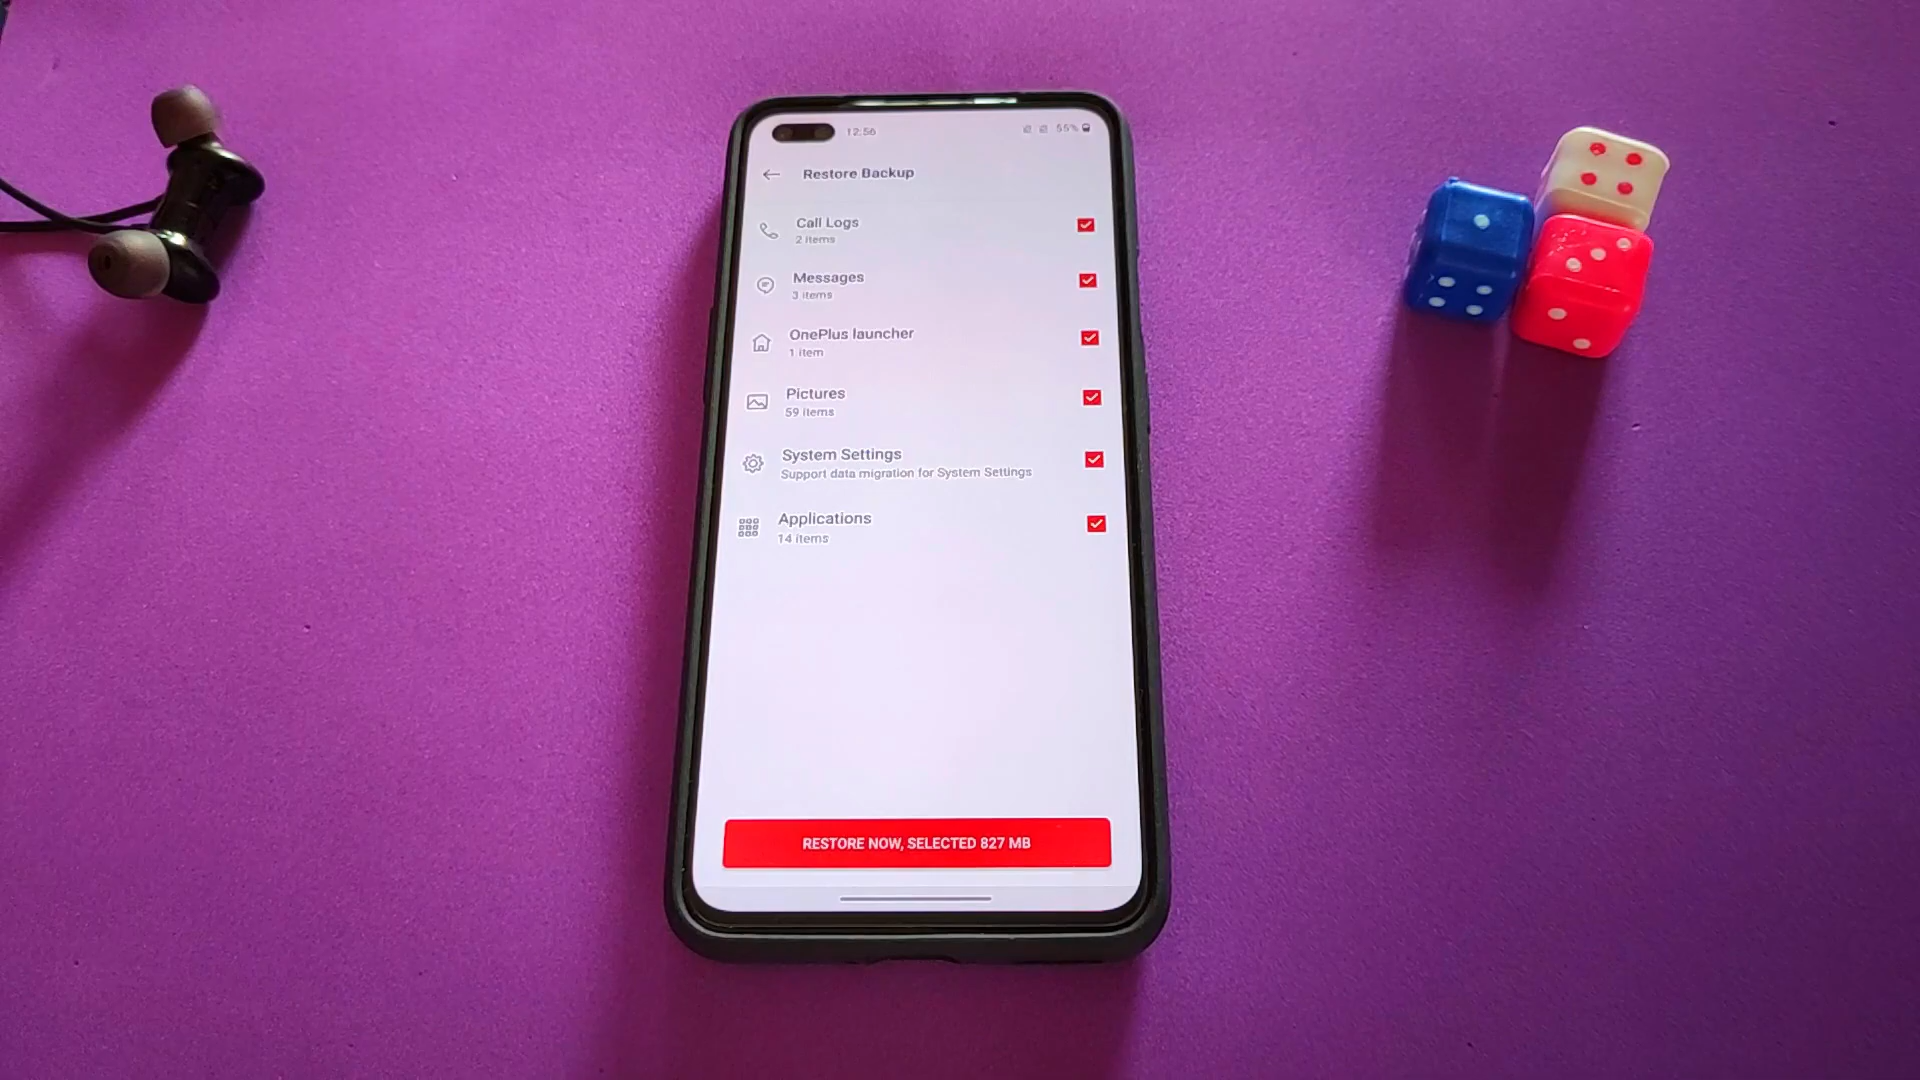 12:56
55%
Restore Backup
Call Logs
2 items
Messages
3 items
OnePlus launcher
1 item
Pictures
59 items
System Settings
Support data migration for System Settings
Applications
14 items
RESTORE NOW, SELECTED 827 MB